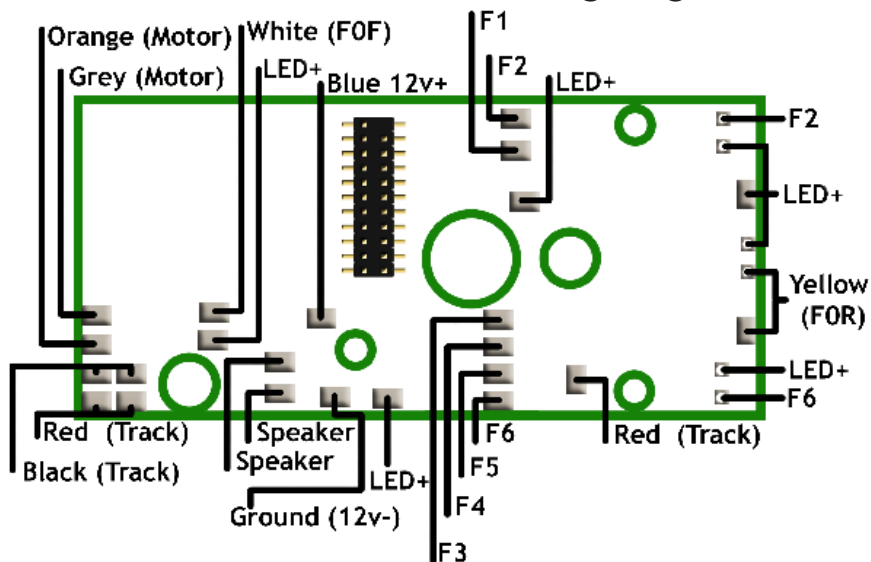 F1
Orange (Motor)
White (F0F)
F2
Grey (Motor)
LED+
Blue 12v+
LED+
F2
LED+
Yellow
(F0R)
LED+
F6
Red (Track)
Speaker
F6
Red (Track)
Black (Track)
Speaker
LED+
F5
Ground (12v-)
F4
F3